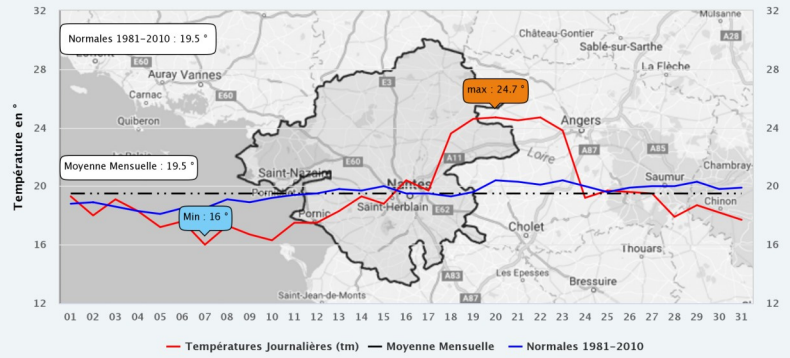 32
28
24
20
16
12
Température en °
32
28
24
20
16
12
Normales 1981-2010 : 19.5 °
Moyenne Mensuelle : 19.5 °
Min : 16 °
max : 24.7 °
Mulsanne
Château-Gontier
A28
Sablé-sur-Sarthe
La Flèche
E60
Auray Vannes
E3
Carnac
E60
Quiberon
Angers
A11
A87
A85
Loire
Chambray
E60
Saint-Nazaire
Saumur
Nantes
Chinon
Saint-Herblain
E62
Pornic
Cholet
Thouars
A83
Les Epesses
Bressuire
Saint-Jean-de-Monts
A87
01 02 03 04 05 06 07 08 09 10 11 12 13 14 15 16 17 18 19 20 21 22 23 24 25 26 27 28 29 30 31
Températures Journalières (tm) Moyenne Mensuelle Normales 1981-2010